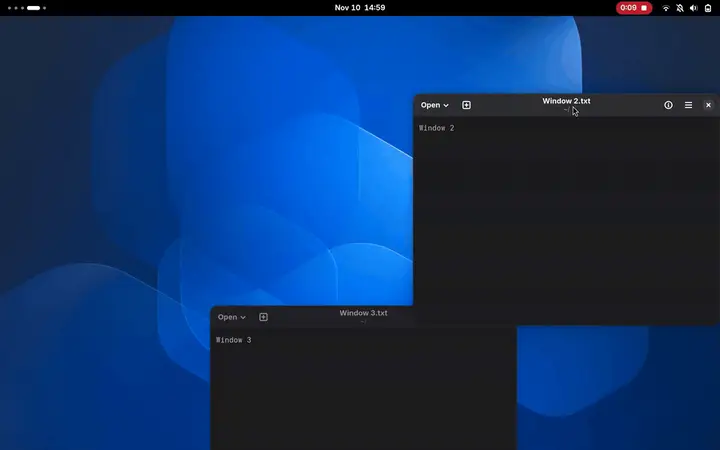 Nov 10 14:59
0:09
Open
Window 2.txt
~/
Window 2
Open
Window 3.txt
~/
Window 3